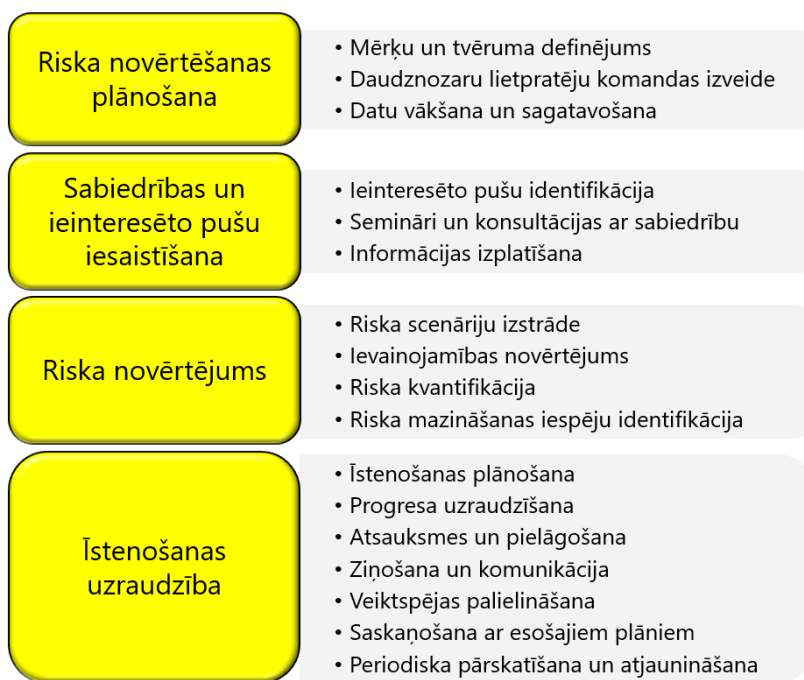 Riska novērtēšanas
plānošana
• Mērķu un tvēruma definējums
• Daudznozaru lietpratēju komandas izveide
• Datu vākšana un sagatavošana
Sabiedrības un
ieinteresēto pušu
iesaistīšana
• Ieinteresēto pušu identifikācija
• Semināri un konsultācijas ar sabiedrību
• Informācijas izplatīšana
Riska novērtējums
• Riska scenāriju izstrāde
• Ievainojamības novērtējums
• Riska kvantifikācija
• Riska mazināšanas iespēju identifikācija
Īstenošanas
uzraudzība
• Īstenošanas plānošana
• Progresa uzraudzīšana
• Atsauksmes un pielāgošana
• Ziņošana un komunikācija
• Veiktspējas palielināšana
• Saskaņošana ar esošajiem plāniem
• Periodiska pārskatīšana un atjaunināšana